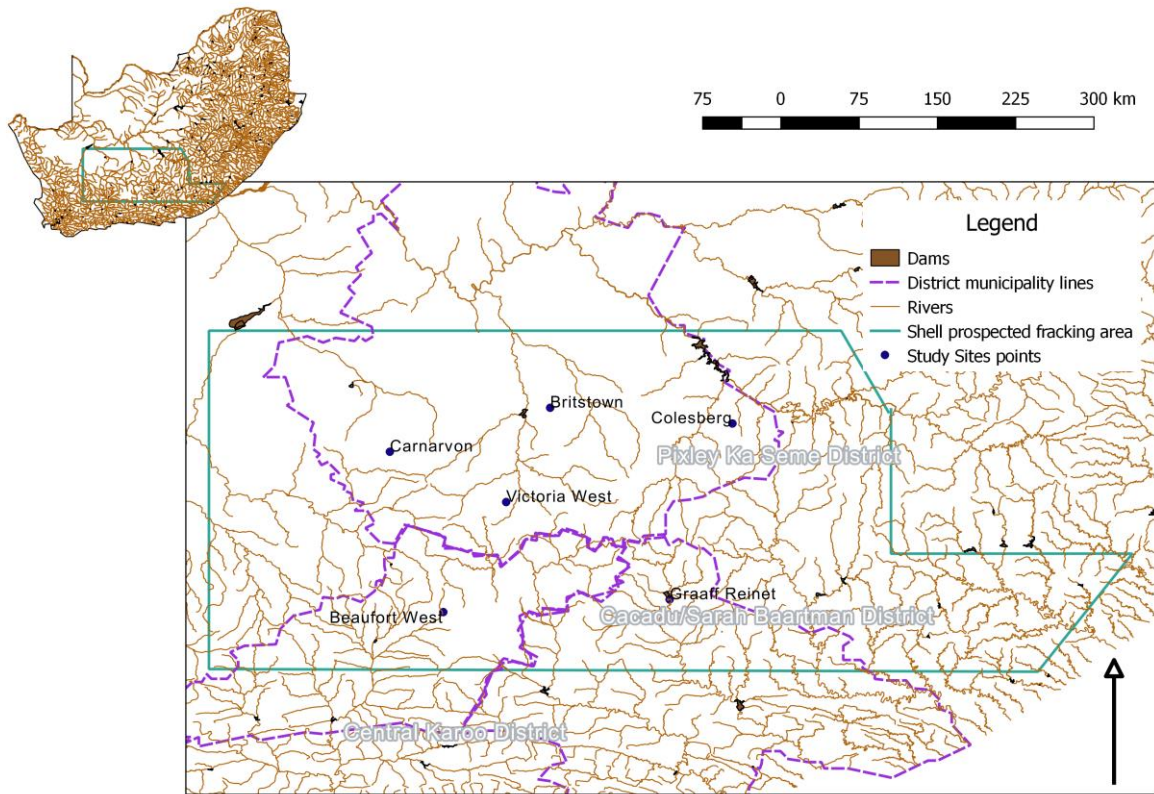 75 0 75 150 225 300 km
Legend
Dams
District municipality lines
Rivers
Shell prospected fracking area
Study Sites points
Britstown
Colesberg
Carnarvon
Pixley Ka Seme District
Victoria West
Graaff Reinet
Beaufort West
Cacadu/Sarah Baartman District
Central Karoo District